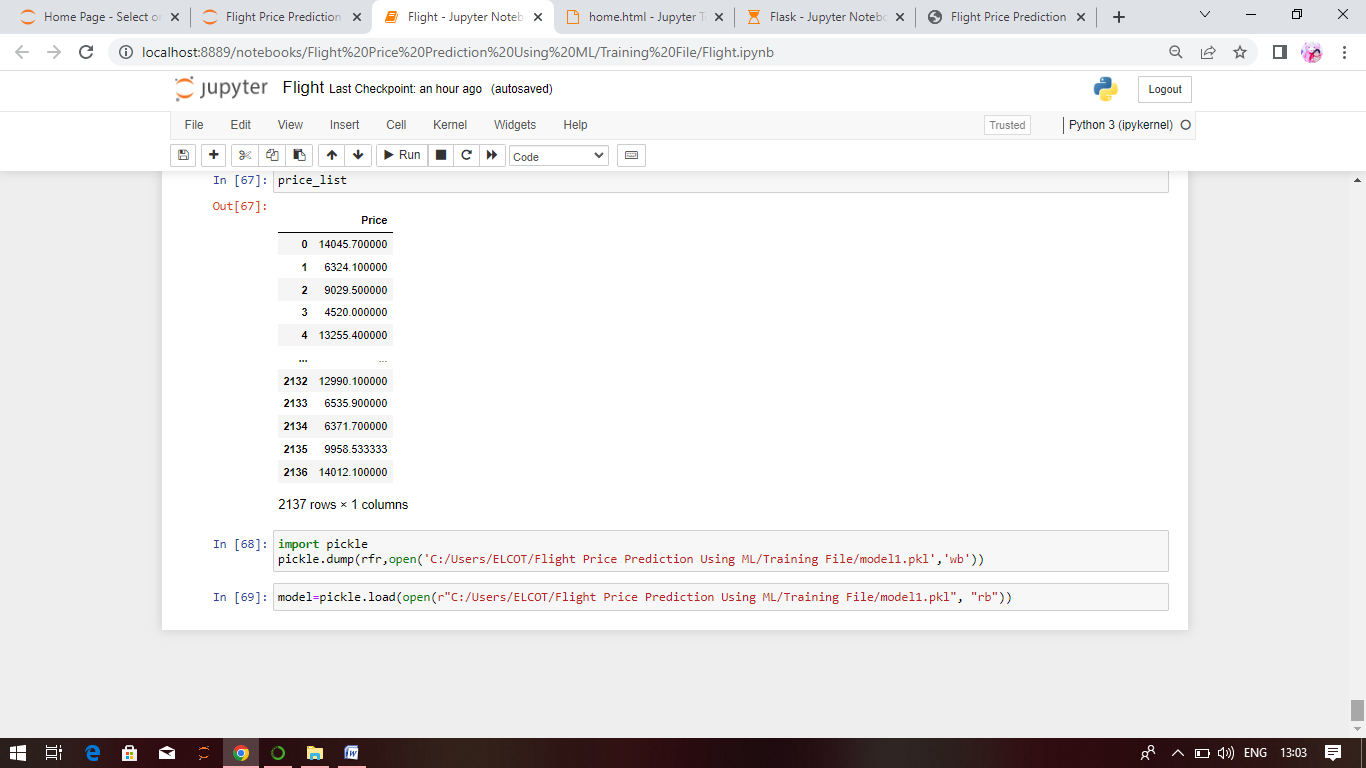 Home Page - Select or
Flight Price Prediction
Flight - Jupyter Noteb
home.html - Jupyter T
Flask - Jupyter Notebo
Flight Price Prediction
localhost:8889/notebooks/Flight%20Price%20Prediction%20Using%20ML/Training%20File/Flight.ipynb
jupyter Flight Last Checkpoint: an hour ago (autosaved)
Logout
File Edit View Insert Cell Kernel Widgets Help
Trusted
Python 3 (ipykernel)
Run
Code
In [67]: price_list
Out[67]:
Price
0 14045.700000
1 6324.100000
2 9029.500000
3 4520.000000
4 13255.400000
... ...
2132 12990.100000
2133 6535.900000
2134 6371.700000
2135 9958.533333
2136 14012.100000
2137 rows × 1 columns
In [68]: import pickle
pickle.dump(rfr,open('C:/Users/ELCOT/Flight Price Prediction Using ML/Training File/model1.pkl','wb'))
In [69]: model=pickle.load(open(r"C:/Users/ELCOT/Flight Price Prediction Using ML/Training File/model1.pkl", "rb"))
ENG 13:03